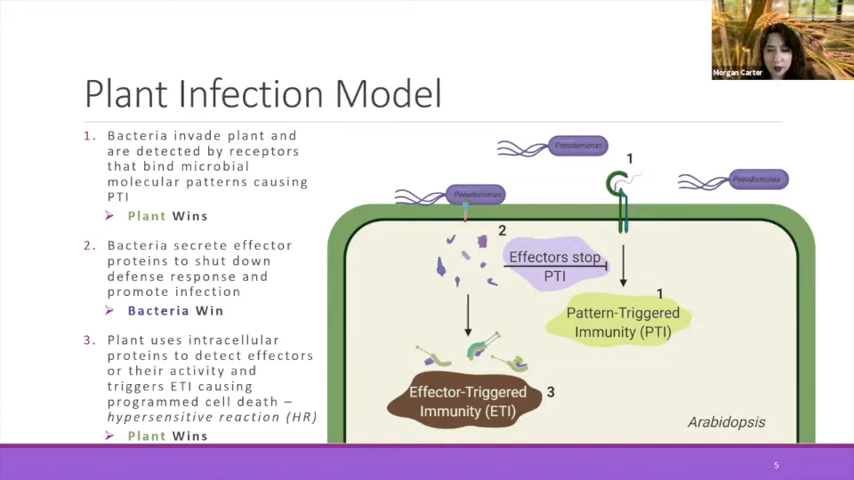 Morgan Carter
Plant Infection Model
1. Bacteria invade plant and
are detected by receptors
that bind microbial
molecular patterns causing
PTI
Plant Wins
2. Bacteria secrete effector
proteins to shut down
defense response and
promote infection
Bacteria Win
3. Plant uses intracellular
proteins to detect effectors
or their activity and
triggers ETI causing
programmed cell death –
hypersensitive reaction (HR)
Plant Wins
Pseudomonas
1
Pseudomonas
Pseudomonas
2
Effectors stop
PTI
1
Pattern-Triggered
Immunity (PTI)
Effector-Triggered
Immunity (ETI)
3
Arabidopsis
5